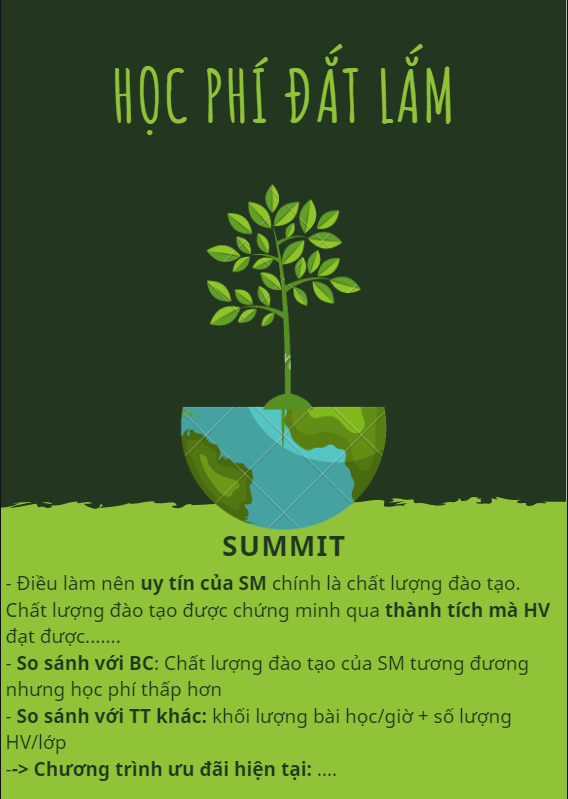 HỌC PHÍ ĐẮT LẮM
SUMMIT
- Điều làm nên uy tín của SM chính là chất lượng đào tạo.
Chất lượng đào tạo được chứng minh qua thành tích mà HV
đạt được.......
- So sánh với BC: Chất lượng đào tạo của SM tương đương
nhưng học phí thấp hơn
- So sánh với TT khác: khối lượng bài học/giờ + số lượng
HV/lớp
--> Chương trình ưu đãi hiện tại: ....